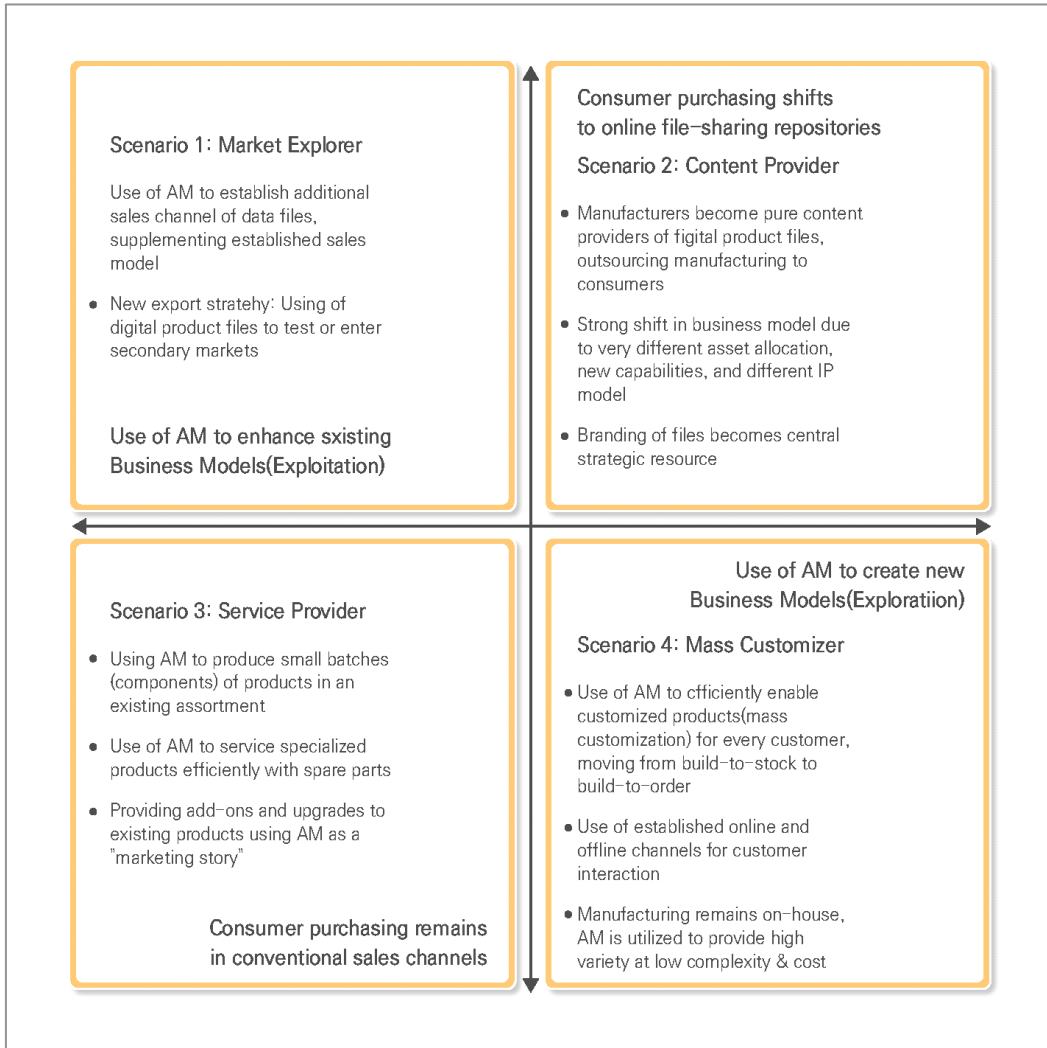 Scenario 1: Market Explorer
Use of AM to establish additional
sales channel of data files,
supplementing established sales
model
• New export stratehy: Using of
digital product files to test or enter
secondary markets
Use of AM to enhance sxisting
Business Models(Exploitation)
Consumer purchasing shifts
to online file-sharing repositories
Scenario 2: Content Provider
• Manufacturers become pure content
providers of figital product files,
outsourcing manufacturing to
consumers
• Strong shift in business model due
to very different asset allocation,
new capabilities, and different IP
model
• Branding of files becomes central
strategic resource
Scenario 3: Service Provider
• Using AM to produce small batches
(components) of products in an
existing assortment
• Use of AM to service specialized
products efficiently with spare parts
• Providing add-ons and upgrades to
existing products using AM as a
"marketing story"
Consumer purchasing remains
in conventional sales channels
Use of AM to create new
Business Models(Exploratiion)
Scenario 4: Mass Customizer
• Use of AM to cfficiently enable
customized products(mass
customization) for every customer,
moving from build-to-stock to
build-to-order
• Use of established online and
offline channels for customer
interaction
• Manufacturing remains on-house,
AM is utilized to provide high
variety at low complexity & cost